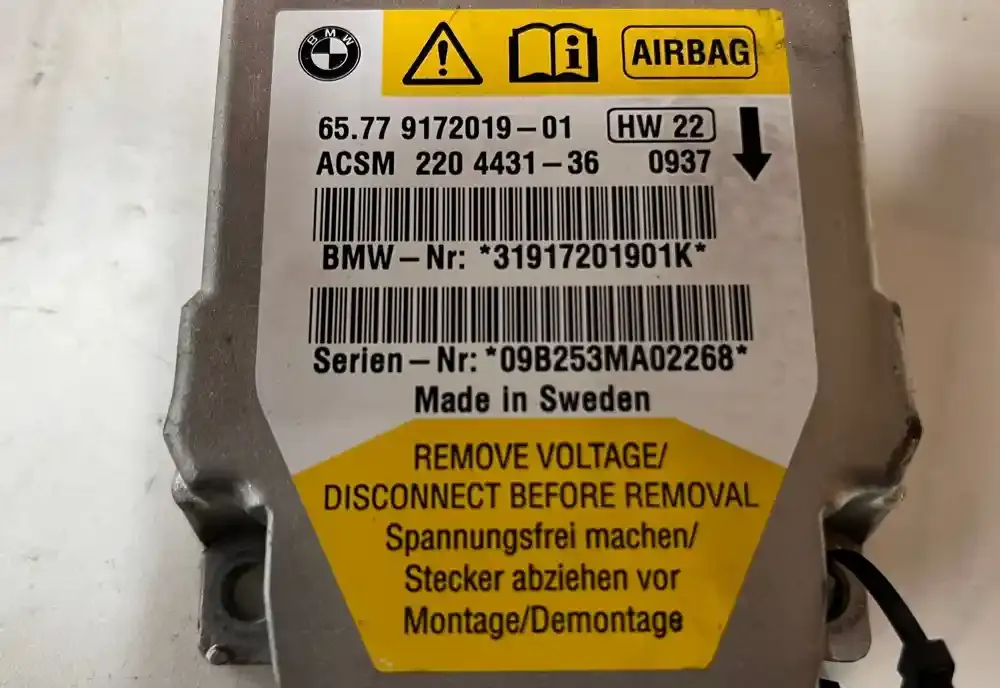 BMW
AIRBAG
65.77 9172019-01 HW 22
ACSM 220 4431-36 0937
BMW-Nr: *31917201901K*
Serien-Nr: *09B253MA02268*
Made in Sweden
REMOVE VOLTAGE/
DISCONNECT BEFORE REMOVAL
Spannungsfrei machen/
Stecker abziehen vor
Montage/Demontage